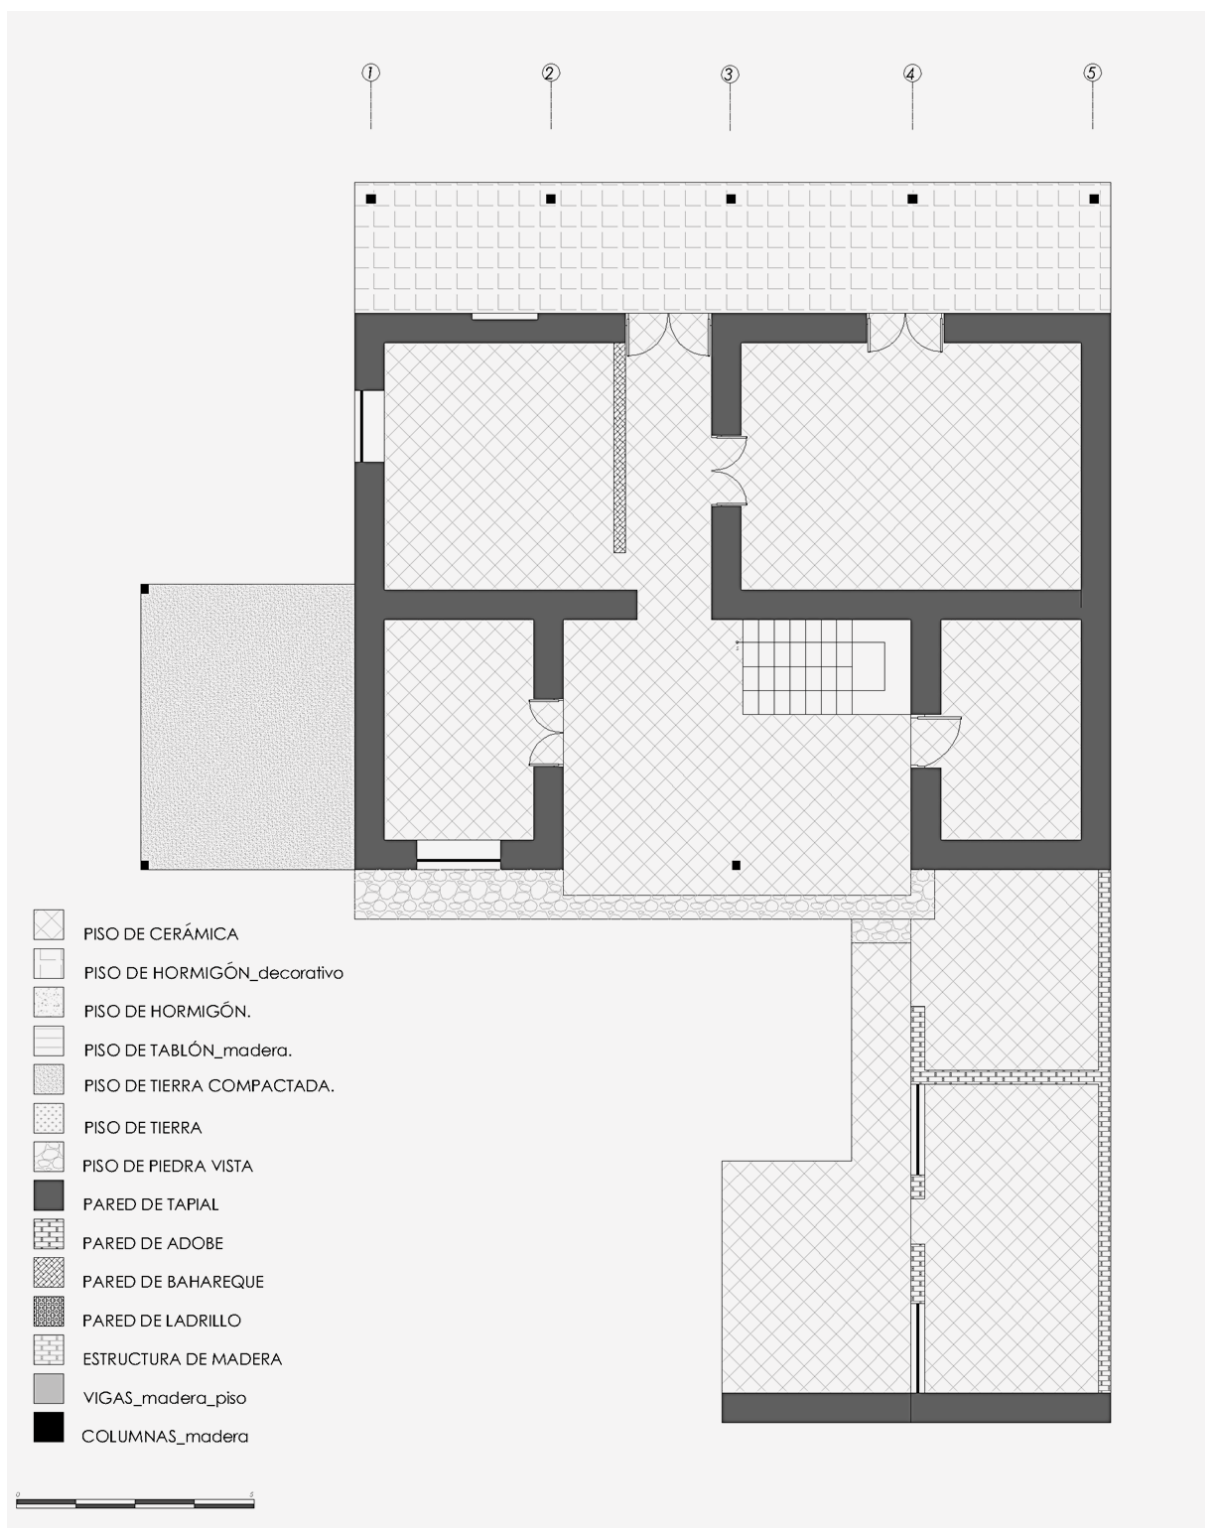 1 2 3 4 5
PISO DE CERÁMICA
PISO DE HORMIGÓN_decorativo
PISO DE HORMIGÓN.
PISO DE TABLÓN_madera.
PISO DE TIERRA COMPACTADA.
PISO DE TIERRA
PISO DE PIEDRA VISTA
PARED DE TAPIAL
PARED DE ADOBE
PARED DE BAHAREQUE
PARED DE LADRILLO
ESTRUCTURA DE MADERA
VIGAS_madera_piso
COLUMNAS_madera
0 5